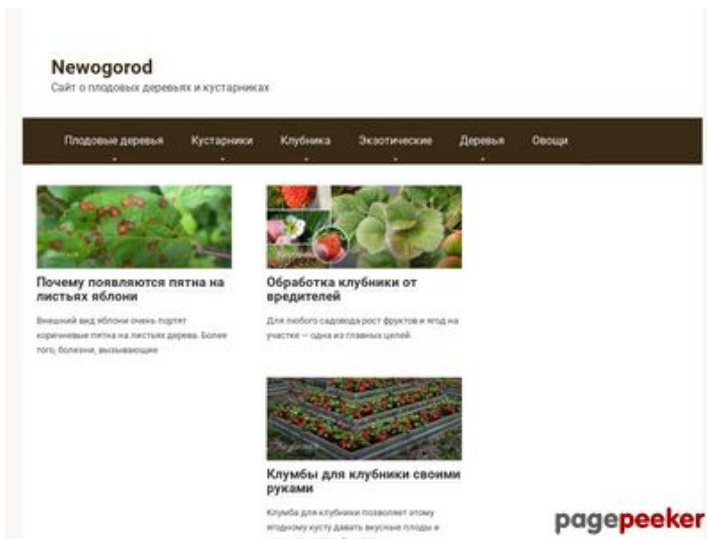 Newogorod
Сайт о плодовых деревьях и кустарниках
Плодовые деревья
Кустарники
Клубника
Экзотические
Деревья
Овощи
Почему появляются пятна на
листьях яблони
Внешний вид яблони очень портят
коричневые пятна на листьях дерева. Более
того, болезни, вызывающие
Обработка клубники от
вредителей
Для любого садовода рост фруктов и ягод на
участке — одна из главных целей.
Клумбы для клубники своими
руками
Клумба для клубники позволяет этому
ягодному кусту давать вкусные плоды и
pagepeeker